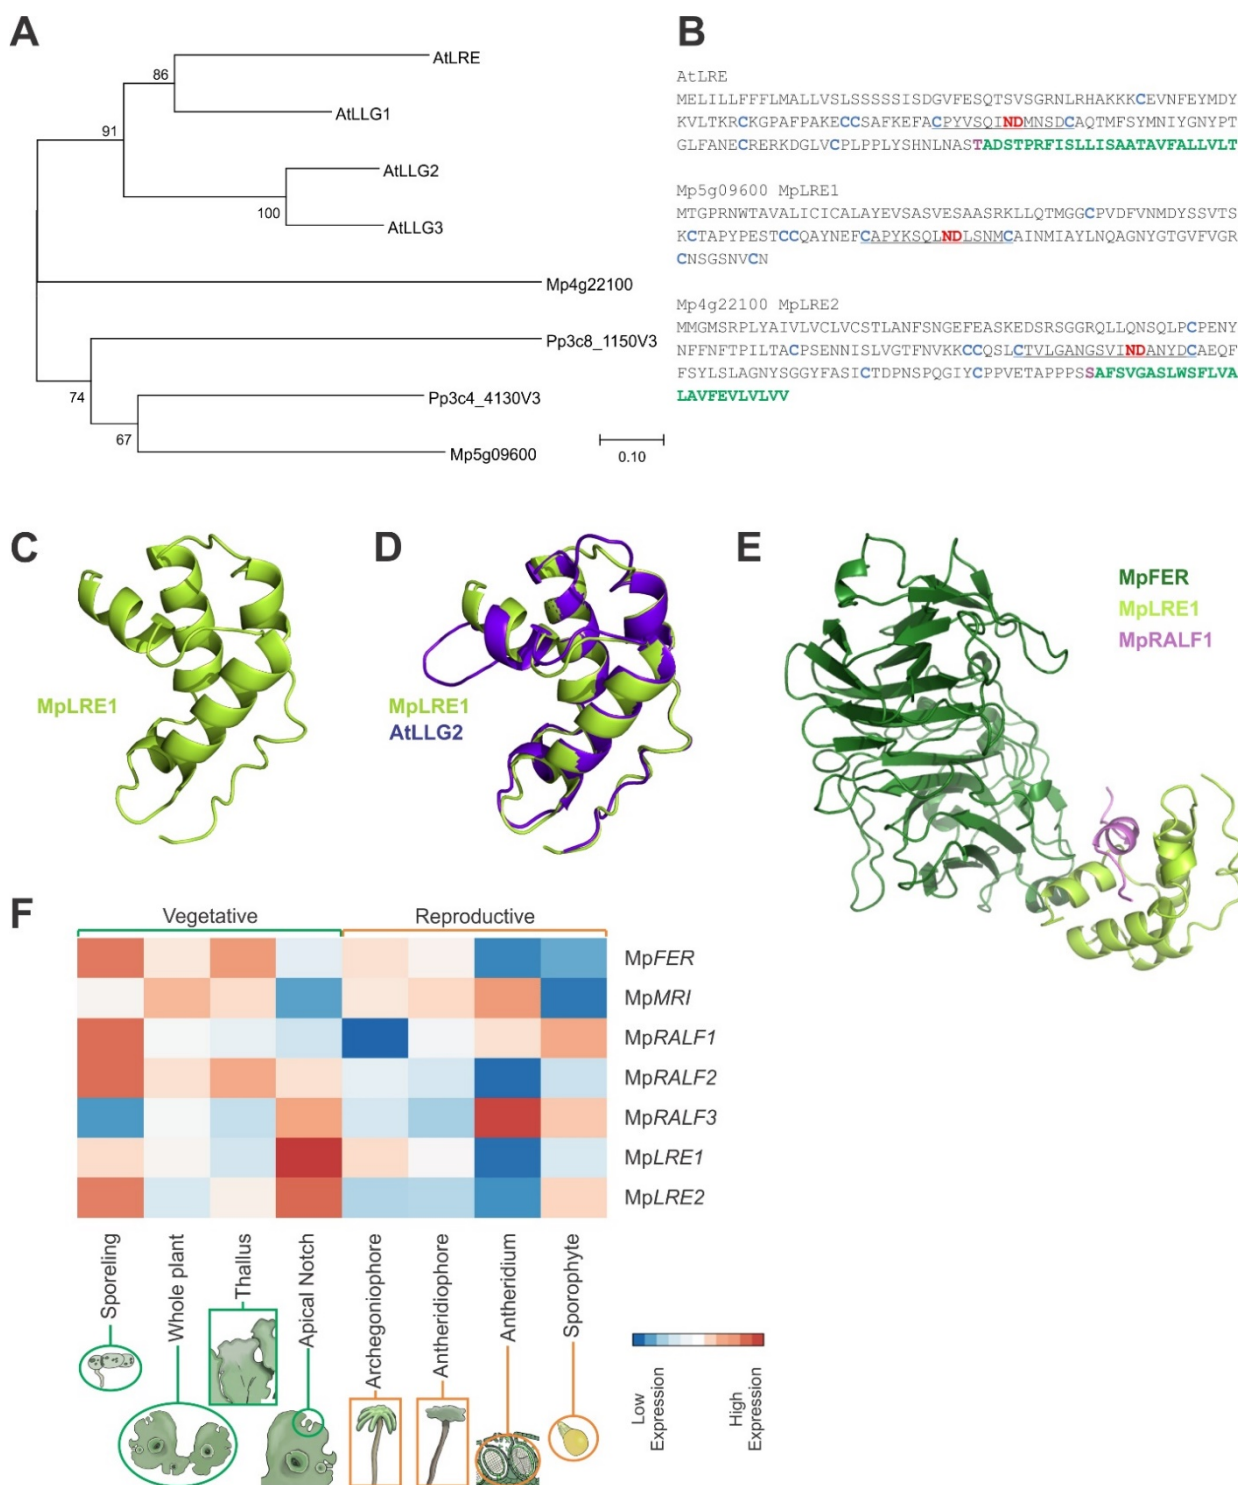 A
AtLRE
86
AtLLG1
91
AtLLG2
100
AtLLG3
Mp4g22100
Pp3c8_1150V3
74
Pp3c4_4130V3
67
Mp5g09600
0.10
B
AtLRE
MELILLFFFLMALLVSLSSSSSISDGVFESQTSVSGRNLRHAKKKCEVNFEYMDY
KVLTKRCKGPAFPAKECCSAFKEFACPYVSQINDMNSDCAQTMFSYMNIYGNYPT
GLFANECRERKDGLVCPLPPLYSHNLNASTADSTPRFISLLISAATAVFALLVLT
Mp5g09600 MpLRE1
MTGPRNWTAVALICICALAYEVSASVESAASRKLLQTMGGCPVDFVNMDYSSVTS
KCTAPYPESTCCQAYNEFCAPYKSQLNDLSNMCAINMIAYLNQAGNYGTGVFVGR
CNSGSNVCN
Mp4g22100 MpLRE2
MMGMSRPLYAIVLVCLVCSTLANFSNGEFEASKEDSRSGGRQLLQNSQLPCPENY
NFFNFTPILTACPSENNISLVGTFNVKKCCQSLCTVLGANGSVINDANYDCAEQF
FSYLSLAGNYSGGYFASICTDPNSPQGIYCPPVETAPPPSSAFSVGASLWSFLVA
LAVFEVLVLVV
C
MpLRE1
D
MpLRE1
AtLLG2
E
MpFER
MpLRE1
MpRALF1
F
Vegetative
Reproductive
MpFER
MpMRI
MpRALF1
MpRALF2
MpRALF3
MpLRE1
MpLRE2
Sporeling
Whole plant
Thallus
Apical Notch
Archegoniophore
Antheridiophore
Antheridium
Sporophyte
Low
Expression
High
Expression